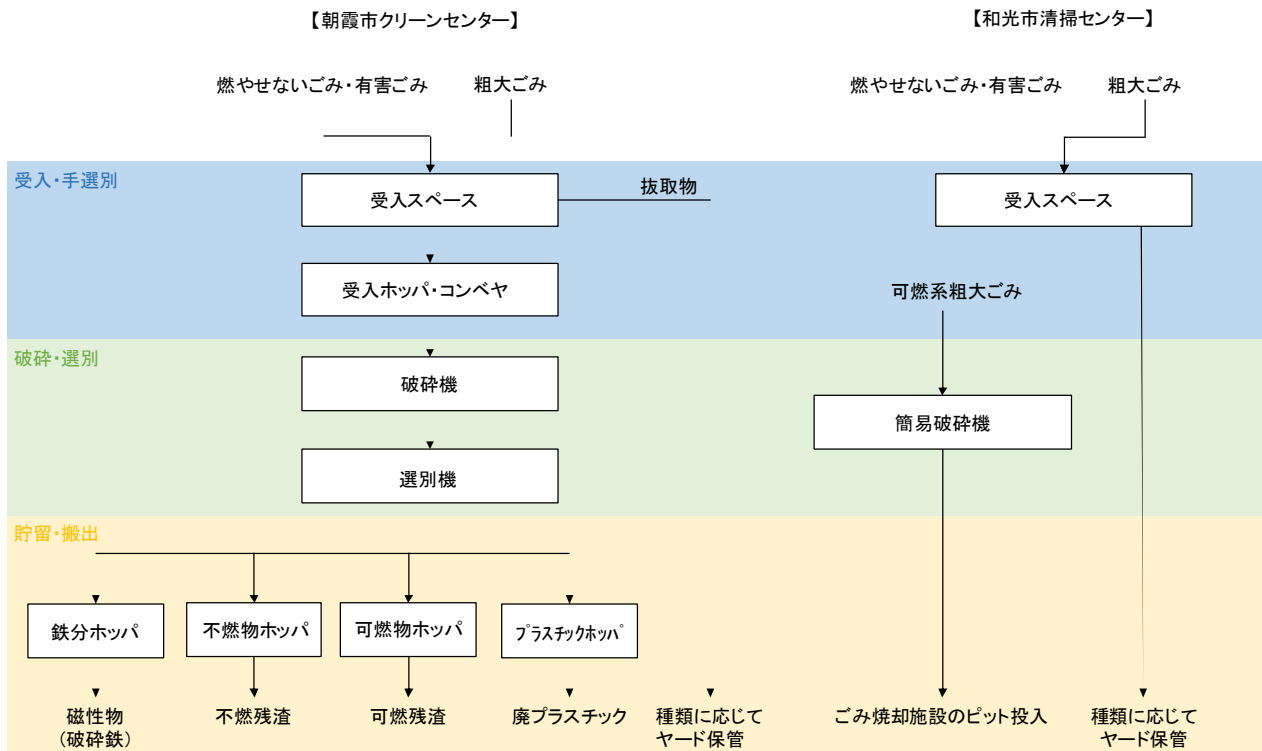 【朝霞市クリーンセンター】
【和光市清掃センター】
燃やせないごみ・有害ごみ
粗大ごみ
燃やせないごみ・有害ごみ
粗大ごみ
受入・手選別
受入スペース
抜取物
受入スペース
受入ホッパ・コンベヤ
可燃系粗大ごみ
破砕・選別
破砕機
簡易破砕機
選別機
貯留・搬出
鉄分ホッパ
不燃物ホッパ
可燃物ホッパ
プラスチックホッパ
磁性物
(破砕鉄)
不燃残渣
可燃残渣
廃プラスチック
種類に応じて
ヤード保管
ごみ焼却施設のピット投入
種類に応じて
ヤード保管